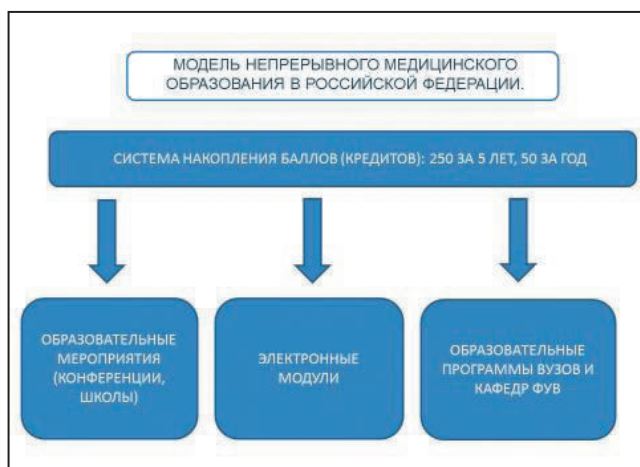 МОДЕЛЬ НЕПРЕРЫВНОГО МЕДИЦИНСКОГО
ОБРАЗОВАНИЯ В РОССИЙСКОЙ ФЕДЕРАЦИИ.
СИСТЕМА НАКОПЛЕНИЯ БАЛЛОВ (КРЕДИТОВ): 250 ЗА 5 ЛЕТ, 50 ЗА ГОД
ОБРАЗОВАТЕЛЬНЫЕ
МЕРОПРИЯТИЯ
(КОНФЕРЕНЦИИ,
ШКОЛЫ)
ЭЛЕКТРОННЫЕ
МОДУЛИ
ОБРАЗОВАТЕЛЬНЫЕ
ПРОГРАММЫ ВУЗОВ И
КАФЕДР ФУВ